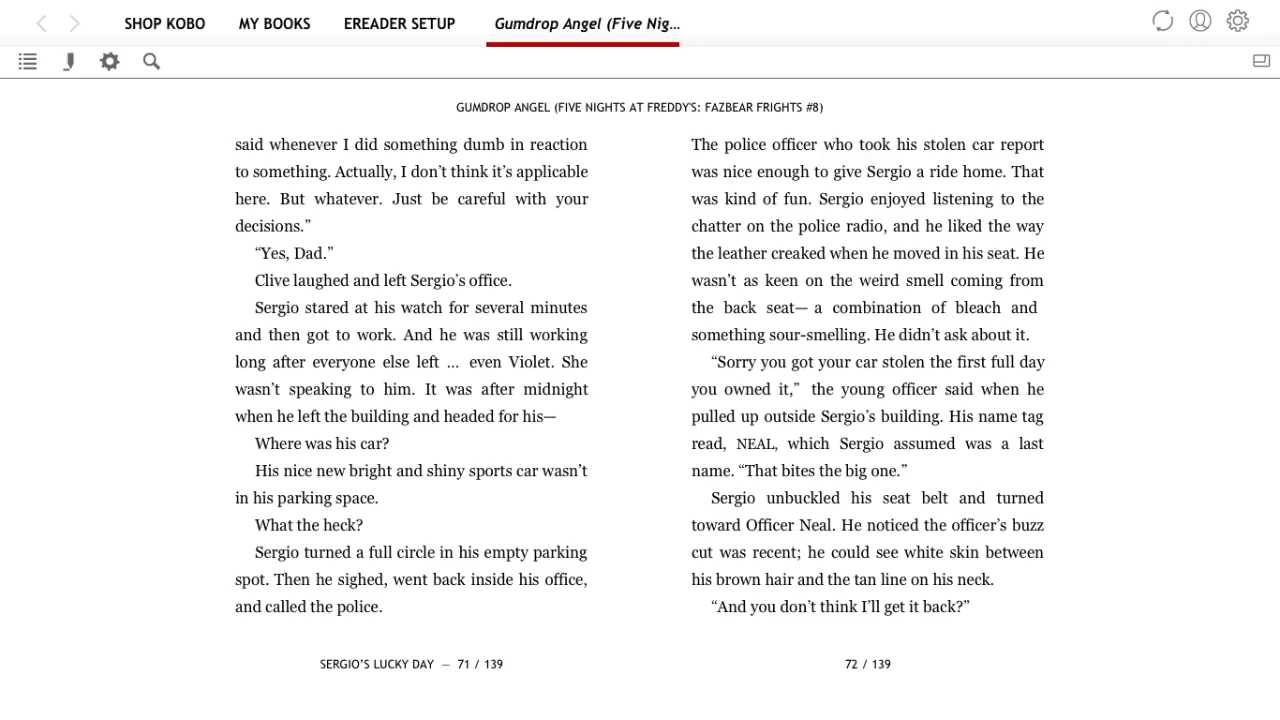 SHOP KOBO
MY BOOKS
EREADER SETUP
Gumdrop Angel (Five Nig...
GUMDROP ANGEL (FIVE NIGHTS AT FREDDY'S: FAZBEAR FRIGHTS #8)
said whenever I did something dumb in reaction
to something. Actually, I don’t think it’s applicable
here. But whatever. Just be careful with your
decisions.”
“Yes, Dad.”
Clive laughed and left Sergio’s office.
Sergio stared at his watch for several minutes
and then got to work. And he was still working
long after everyone else left ... even Violet. She
wasn’t speaking to him. It was after midnight
when he left the building and headed for his—
Where was his car?
His nice new bright and shiny sports car wasn’t
in his parking space.
What the heck?
Sergio turned a full circle in his empty parking
spot. Then he sighed, went back inside his office,
and called the police.
SERGIO’S LUCKY DAY – 71 / 139
The police officer who took his stolen car report
was nice enough to give Sergio a ride home. That
was kind of fun. Sergio enjoyed listening to the
chatter on the police radio, and he liked the way
the leather creaked when he moved in his seat. He
wasn’t as keen on the weird smell coming from
the back seat— a combination of bleach and
something sour-smelling. He didn’t ask about it.
“Sorry you got your car stolen the first full day
you owned it,” the young officer said when he
pulled up outside Sergio’s building. His name tag
read, NEAL, which Sergio assumed was a last
name. “That bites the big one.”
Sergio unbuckled his seat belt and turned
toward Officer Neal. He noticed the officer’s buzz
cut was recent; he could see white skin between
his brown hair and the tan line on his neck.
“And you don’t think I’ll get it back?”
72 / 139